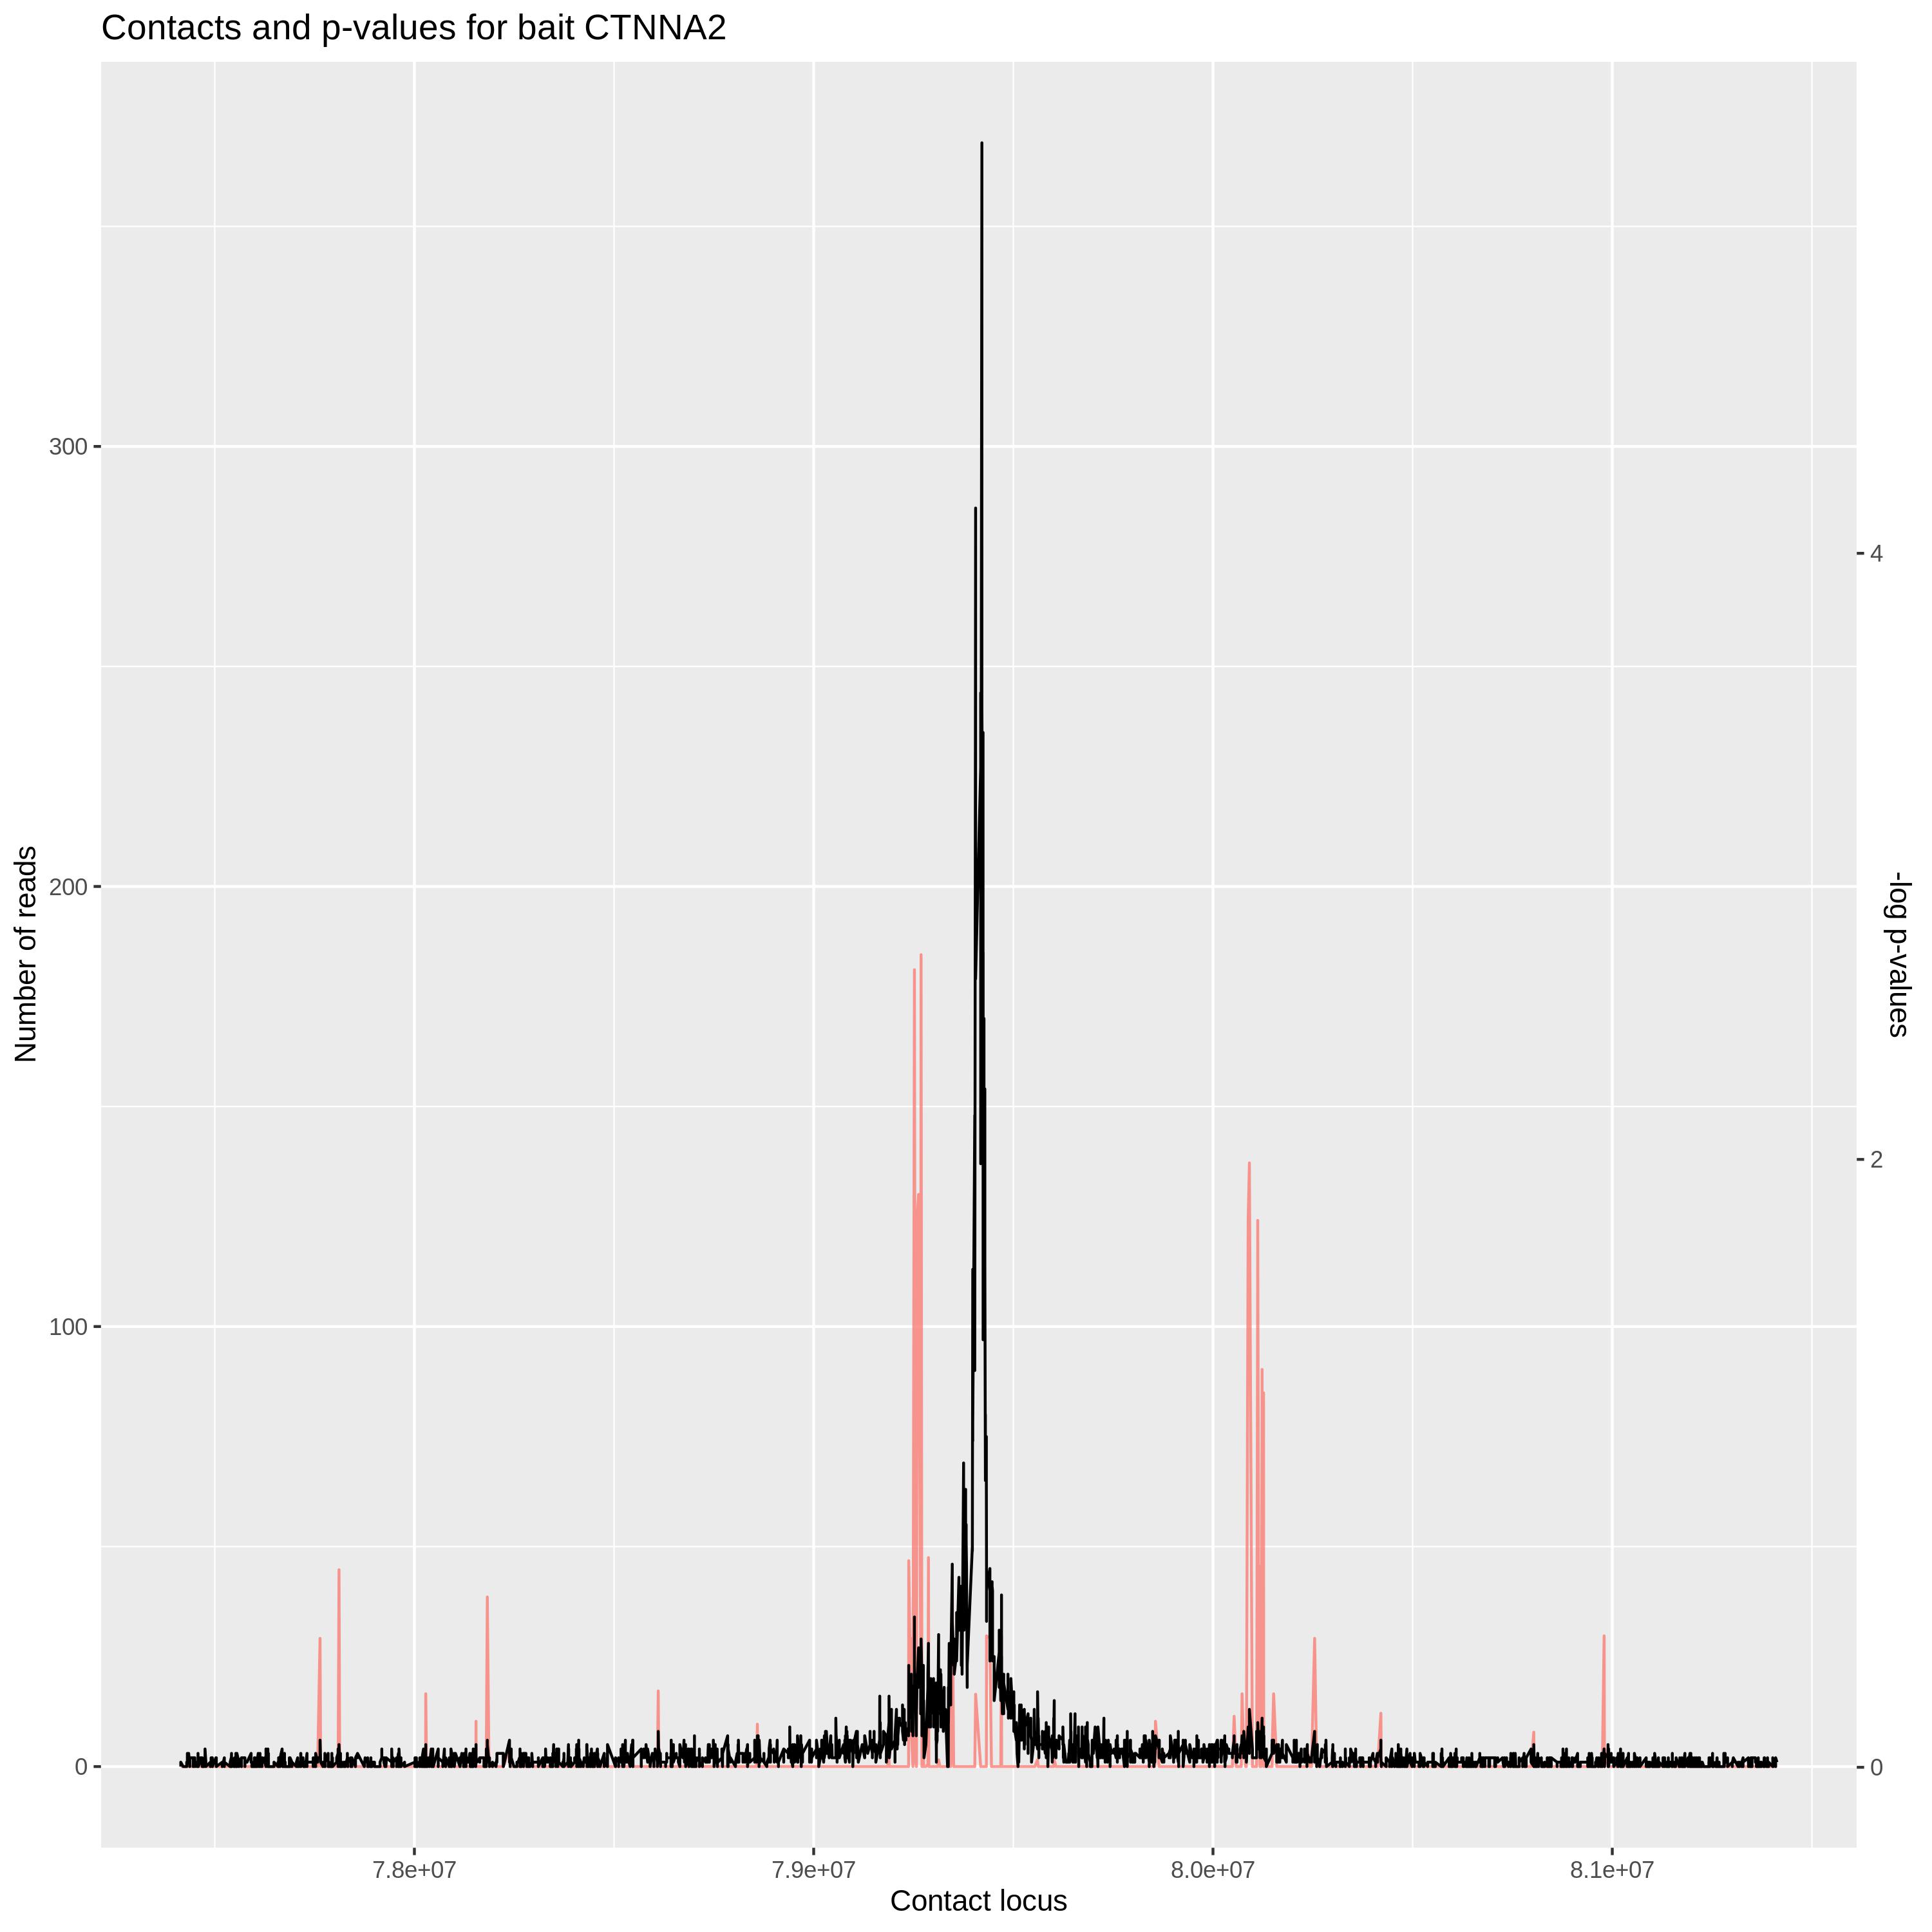 Contacts and p-values for bait CTNNA2
Number of reads
300
200
100
0
4
2
0
-log p-values
7.8e+07
7.9e+07
8.0e+07
8.1e+07
Contact locus